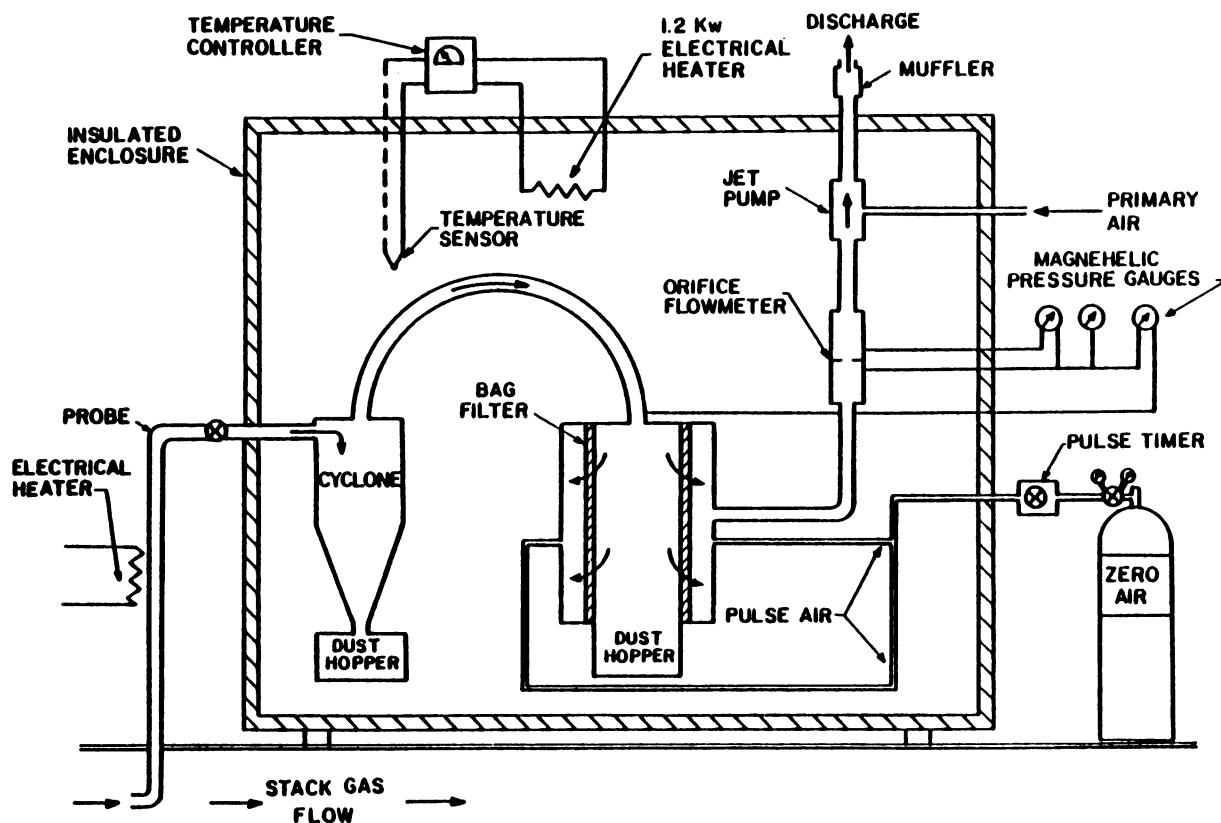 TEMPERATURE
CONTROLLER
1.2 Kw
ELECTRICAL
HEATER
DISCHARGE
MUFFLER
INSULATED
ENCLOSURE
JET
PUMP
PRIMARY
AIR
TEMPERATURE
SENSOR
MAGNEHELIC
PRESSURE GAUGES
ORIFICE
FLOWMETER
BAG
FILTER
PROBE
PULSE TIMER
ELECTRICAL
HEATER
CYCLONE
ZERO
AIR
PULSE AIR
DUST
HOPPER
DUST
HOPPER
STACK GAS
FLOW